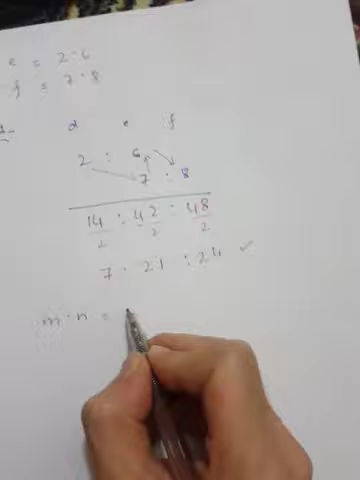 e = 2:6
f = 7:8
d e f
2 : 6
7 : 8
14/2 : 42/2 : 48/2
7 : 21 : 24 ✓
m : n =